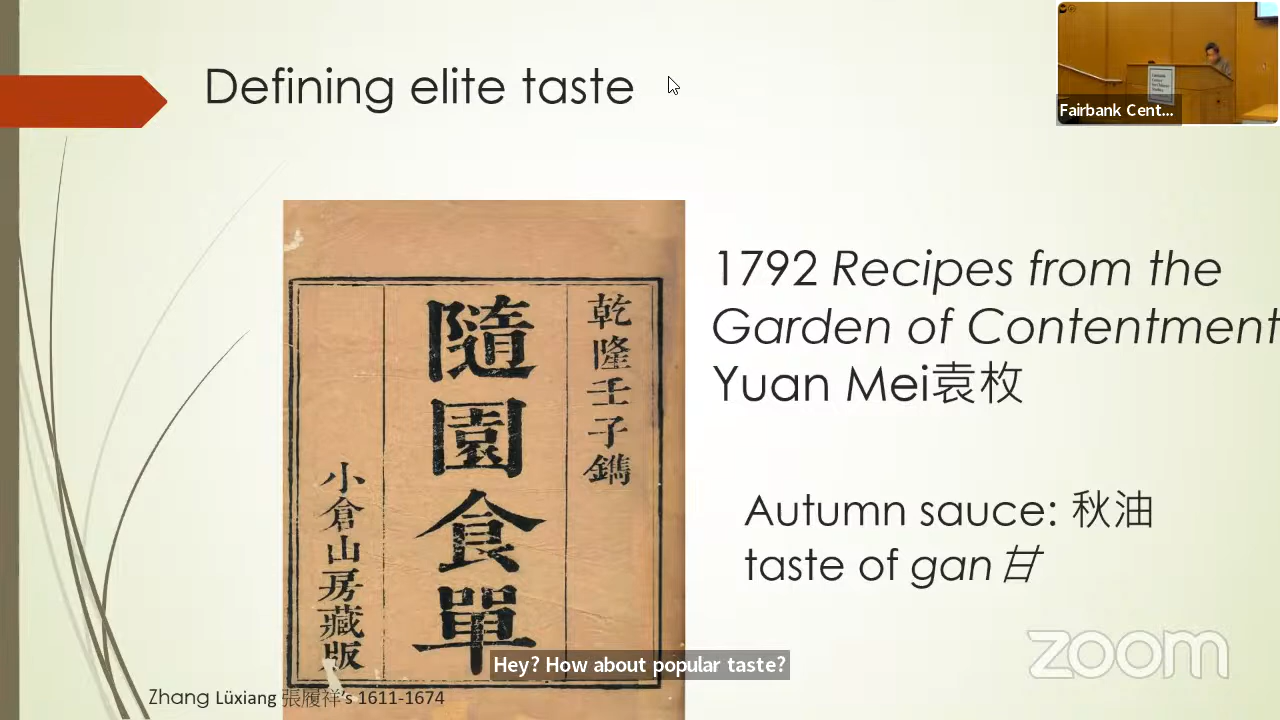 Defining elite taste
Fairbank Cent...
1792 Recipes from the
Garden of Contentment
Yuan Mei袁枚
Autumn sauce: 秋油
taste of gan甘
乾隆壬子鐫
隨園食單
小倉山房藏版
zoom
Hey? How about popular taste?
Zhang Lüxiang 張履祥’s 1611-1674